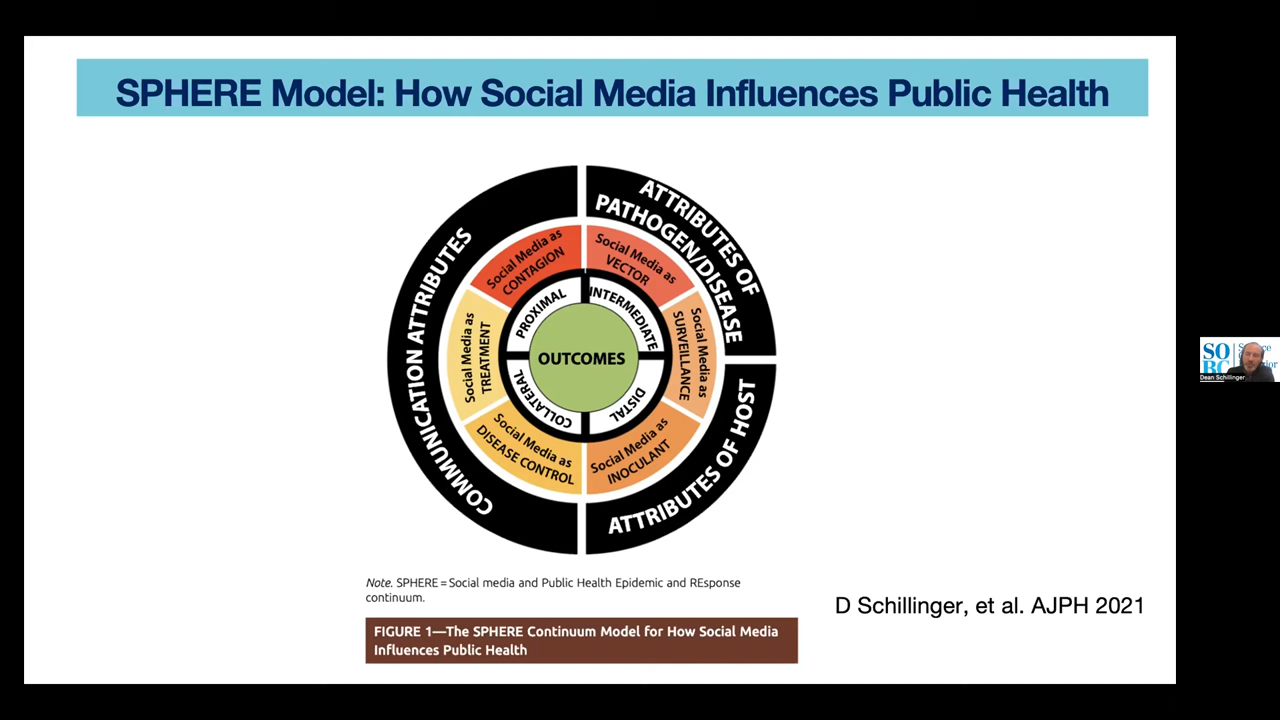 SPHERE Model: How Social Media Influences Public Health
COMMUNICATION ATTRIBUTES
ATTRIBUTES OF
PATHOGEN/DISEASE
ATTRIBUTES OF HOST
Social Media as
CONTAGION
Social Media as
VECTOR
Social Media as
SURVEILLANCE
Social Media as
INOCULANT
Social Media as
DISEASE CONTROL
Social Media as
TREATMENT
PROXIMAL
INTERMEDIATE
DISTAL
COLLATERAL
OUTCOMES
Note. SPHERE = Social media and Public Health Epidemic and REsponse
continuum.
FIGURE 1—The SPHERE Continuum Model for How Social Media
Influences Public Health
D Schillinger, et al. AJPH 2021
SO
Dean Schillinger